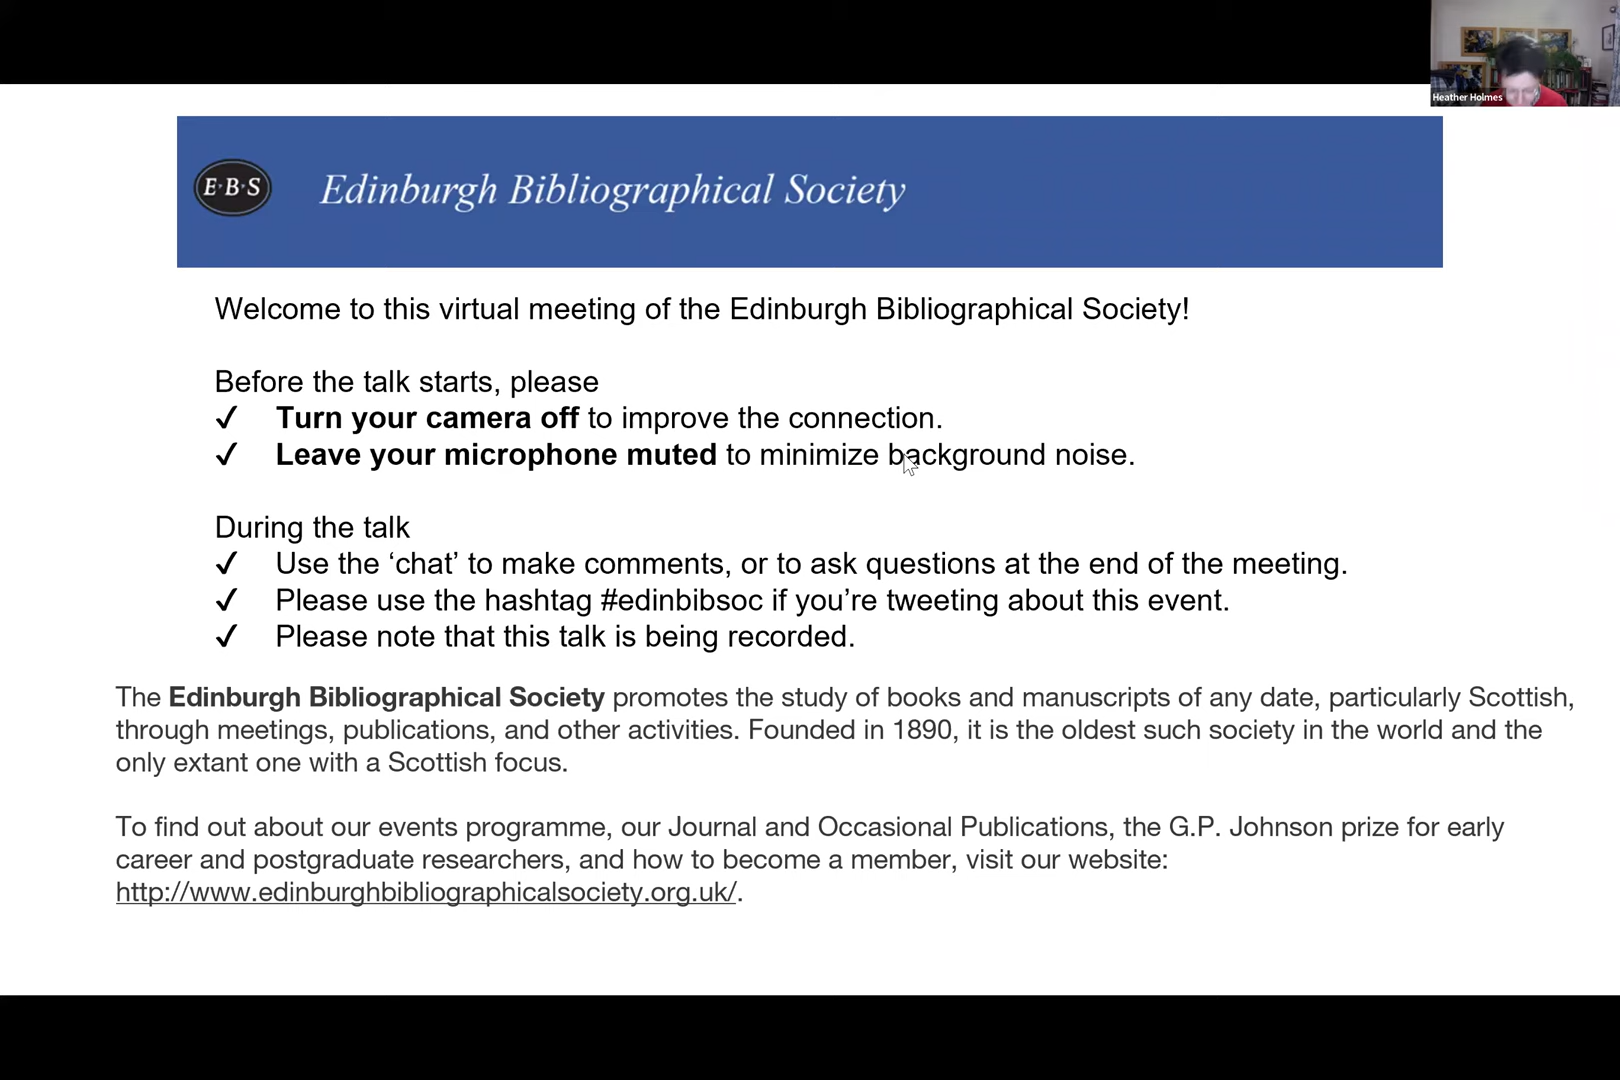 Heather Holmes
E·B·S
Edinburgh Bibliographical Society
Welcome to this virtual meeting of the Edinburgh Bibliographical Society!
Before the talk starts, please
✓ Turn your camera off to improve the connection.
✓ Leave your microphone muted to minimize background noise.
During the talk
✓ Use the ‘chat’ to make comments, or to ask questions at the end of the meeting.
✓ Please use the hashtag #edinbibsoc if you’re tweeting about this event.
✓ Please note that this talk is being recorded.
The Edinburgh Bibliographical Society promotes the study of books and manuscripts of any date, particularly Scottish,
through meetings, publications, and other activities. Founded in 1890, it is the oldest such society in the world and the
only extant one with a Scottish focus.
To find out about our events programme, our Journal and Occasional Publications, the G.P. Johnson prize for early
career and postgraduate researchers, and how to become a member, visit our website:
http://www.edinburghbibliographicalsociety.org.uk/.